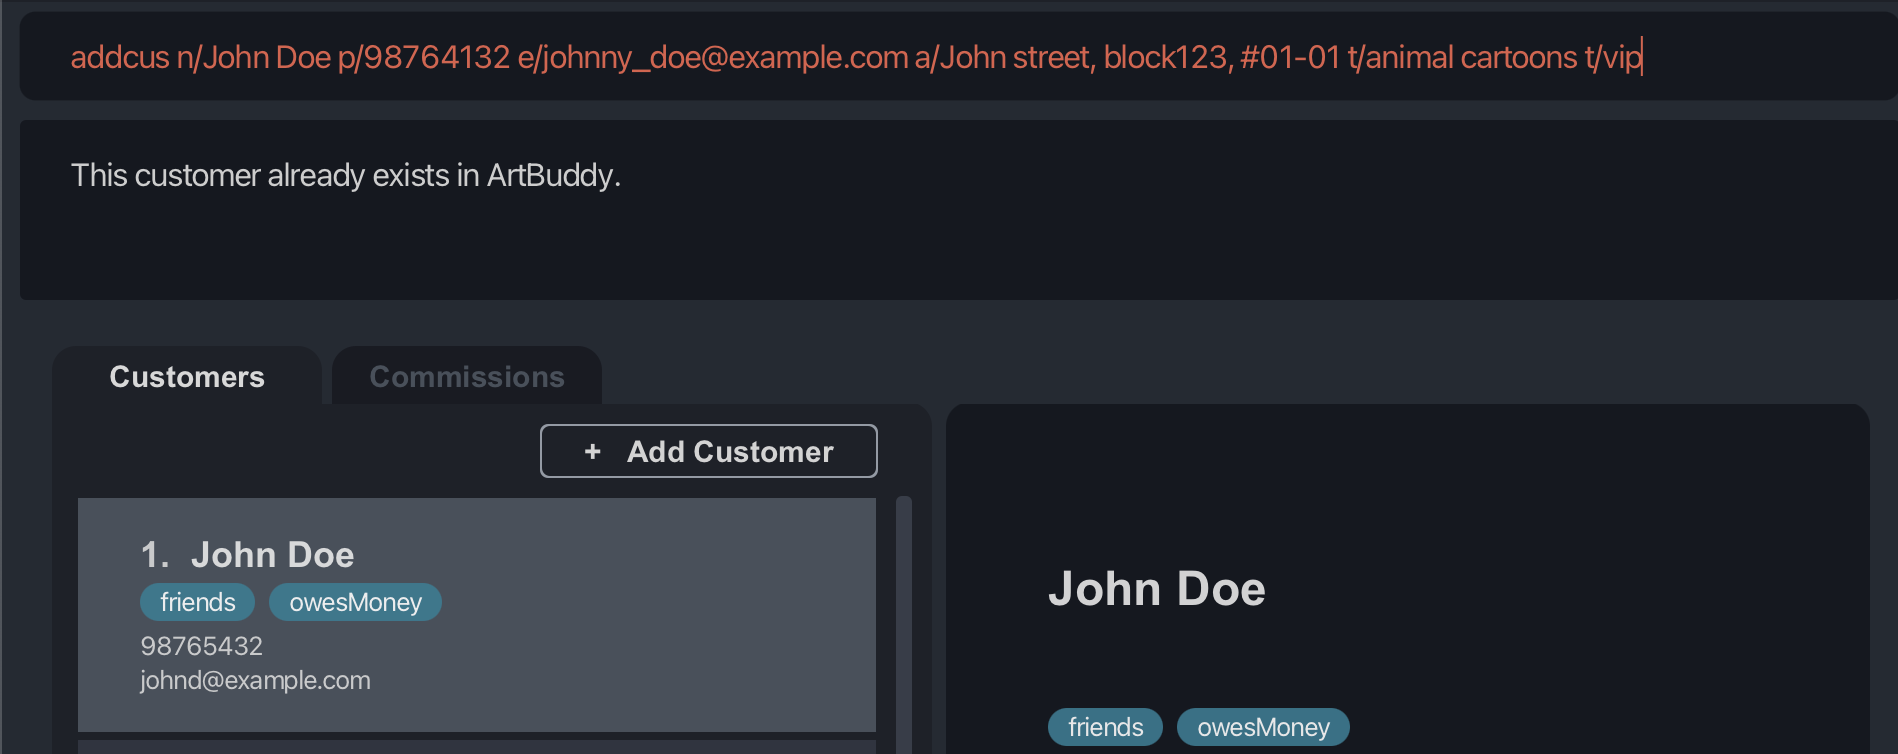 addcus n/John Doe p/98764132 e/johnny_doe@example.com a/John street, block123, #01-01 t/animal cartoons t/vip
This customer already exists in ArtBuddy.
Customers
Commissions
+ Add Customer
1. John Doe
friends owesMoney
98765432
johnd@example.com
John Doe
friends owesMoney